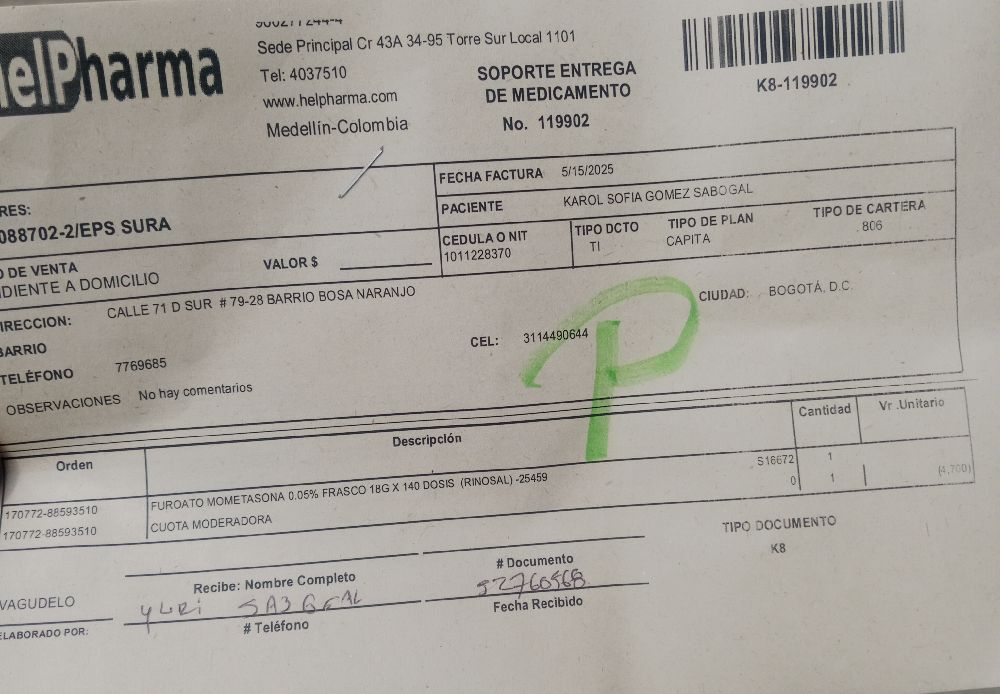 elPharma
Sede Principal Cr 43A 34-95 Torre Sur Local 1101
Tel: 4037510
www.helpharma.com
Medellín-Colombia
SOPORTE ENTREGA
DE MEDICAMENTO
No. 119902
K8-119902
RES:
088702-2/EPS SURA
FECHA FACTURA 5/15/2025
PACIENTE KAROL SOFIA GOMEZ SABOGAL
CEDULA O NIT TIPO DCTO TIPO DE PLAN TIPO DE CARTERA
1011228370 TI CAPITA 806
O DE VENTA VALOR $
DIENTE A DOMICILIO
IRECCION: CALLE 71 D SUR # 79-28 BARRIO BOSA NARANJO
CIUDAD: BOGOTÁ, D.C.
BARRIO
CEL: 3114490644
TELÉFONO 7769685
OBSERVACIONES No hay comentarios
P
Orden Descripción Cantidad Vr .Unitario
170772-88593510 FUROATO MOMETASONA 0.05% FRASCO 18G X 140 DOSIS (RINOSAL) -25459 S16672 1
170772-88593510 CUOTA MODERADORA 0 1 (4,700)
TIPO DOCUMENTO
K8
VAGUDELO
ELABORADO POR:
Recibe: Nombre Completo
# Documento
52760568
# Teléfono
Fecha Recibido